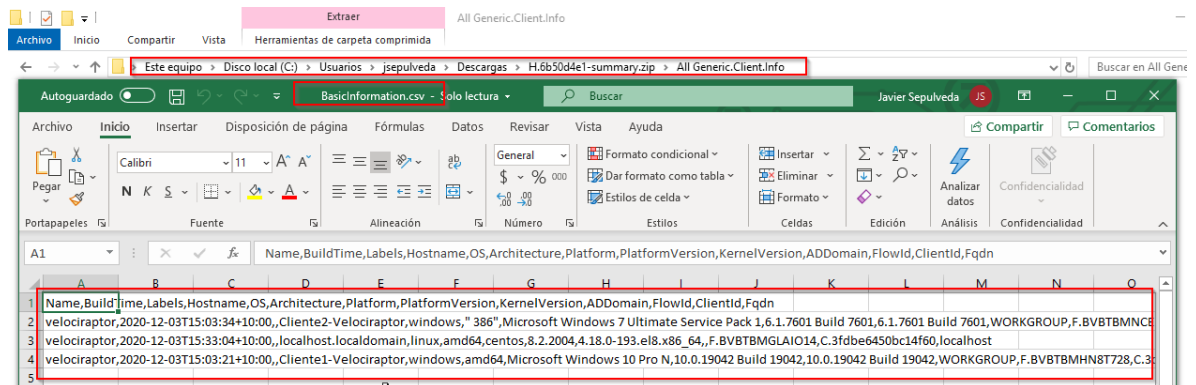 Extraer
All Generic.Client.Info
Archivo Inicio Compartir Vista Herramientas de carpeta comprimida
Este equipo > Disco local (C:) > Usuarios > jsepulveda > Descargas > H.6b50d4e1-summary.zip > All Generic.Client.Info
Buscar en All Gene
Autoguardado BasicInformation.csv - Solo lectura Buscar Javier Sepulveda JS
Archivo Inicio Insertar Disposición de página Fórmulas Datos Revisar Vista Ayuda Compartir Comentarios
Pegar
Calibri 11 A^ A˅ ab General Formato condicional Insertar Σ
N K S A $ % 000 Dar formato como tabla Eliminar Analizar datos Confidencialidad
Estilos de celda Formato
Portapapeles Fuente Alineación Número Estilos Celdas Edición Análisis Confidencialidad
A1 fx Name,BuildTime,Labels,Hostname,OS,Architecture,Platform,PlatformVersion,KernelVersion,ADDomain,FlowId,ClientId,Fqdn
A B C D E F G H I J K L M N O
1 Name,BuildTime,Labels,Hostname,OS,Architecture,Platform,PlatformVersion,KernelVersion,ADDomain,FlowId,ClientId,Fqdn
2 velociraptor,2020-12-03T15:03:34+10:00,,Cliente2-Velociraptor,windows," 386",Microsoft Windows 7 Ultimate Service Pack 1,6.1.7601 Build 7601,6.1.7601 Build 7601,WORKGROUP,F.BVBTBMNCE
3 velociraptor,2020-12-03T15:33:04+10:00,,localhost.localdomain,linux,amd64,centos,8.2.2004,4.18.0-193.el8.x86_64,,F.BVBTBMGLAIO14,C.3fdbe6450bc14f60,localhost
4 velociraptor,2020-12-03T15:03:21+10:00,,Cliente1-Velociraptor,windows,amd64,Microsoft Windows 10 Pro N,10.0.19042 Build 19042,10.0.19042 Build 19042,WORKGROUP,F.BVBTBMHN8T728,C.3
5